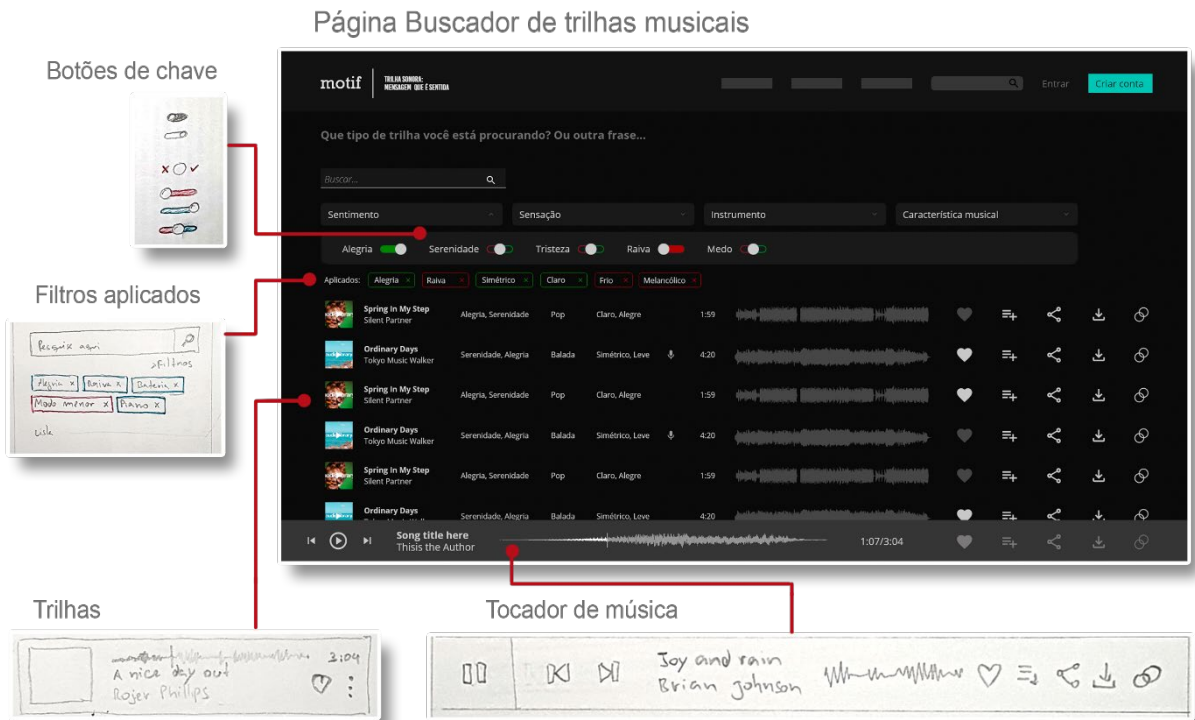 Página Buscador de trilhas musicais
Botões de chave
motif
TRILHA SONORA:
MENSAGEM QUE É SENTIDA
Entrar
Criar conta
Que tipo de trilha você está procurando? Ou outra frase...
Buscar...
Sentimento
Sensação
Instrumento
Característica musical
Alegria
Serenidade
Tristeza
Raiva
Medo
Aplicados: Alegria × Raiva × Simétrico × Claro × Frio × Melancólico ×
Filtros aplicados
Pesquise aqui
>Filtros
Alegria x Raiva x Bateria x
Modo menor x Piano x
Spring In My Step
Silent Partner
Alegria, Serenidade Pop Claro, Alegre 1:59
Ordinary Days
Tokyo Music Walker
Serenidade, Alegria Balada Simétrico, Leve 4:20
Spring In My Step
Silent Partner
Alegria, Serenidade Pop Claro, Alegre 1:59
Ordinary Days
Tokyo Music Walker
Serenidade, Alegria Balada Simétrico, Leve 4:20
Spring In My Step
Silent Partner
Alegria, Serenidade Pop Claro, Alegre 1:59
Ordinary Days
Serenidade, Alegria Balada Simétrico, Leve 4:20
Song title here
Thisis the Author
1:07/3:04
Trilhas
3:04
A nice day out
Rojer Philips
Tocador de música
Joy and rain
Brian Johnson